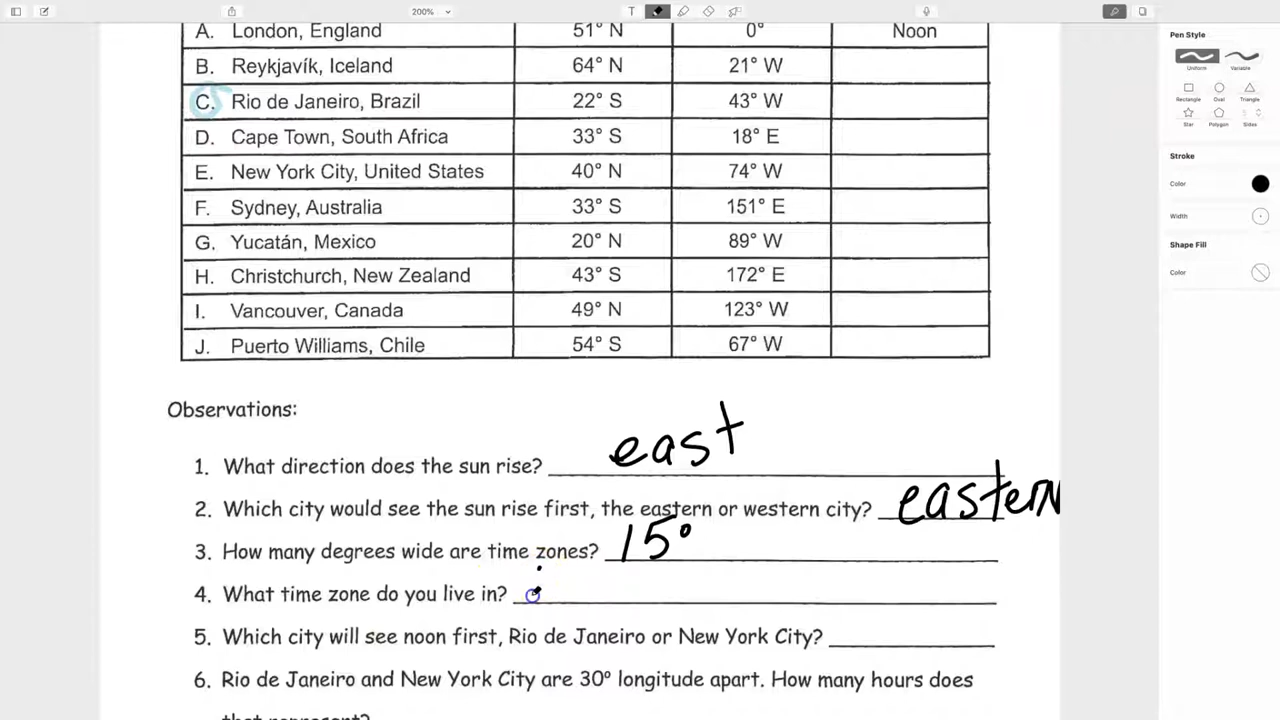 200%
Pen Style
Uniform Variable
Rectangle Oval Triangle
Star Polygon Sides
Stroke
Color
Width
Shape Fill
Color
A. London, England 51° N 0° Noon
B. Reykjavík, Iceland 64° N 21° W
C. Rio de Janeiro, Brazil 22° S 43° W
D. Cape Town, South Africa 33° S 18° E
E. New York City, United States 40° N 74° W
F. Sydney, Australia 33° S 151° E
G. Yucatán, Mexico 20° N 89° W
H. Christchurch, New Zealand 43° S 172° E
I. Vancouver, Canada 49° N 123° W
J. Puerto Williams, Chile 54° S 67° W
Observations:
1. What direction does the sun rise? east
2. Which city would see the sun rise first, the eastern or western city? eastern
3. How many degrees wide are time zones? 15°
4. What time zone do you live in?
5. Which city will see noon first, Rio de Janeiro or New York City?
6. Rio de Janeiro and New York City are 30° longitude apart. How many hours does
that represent?